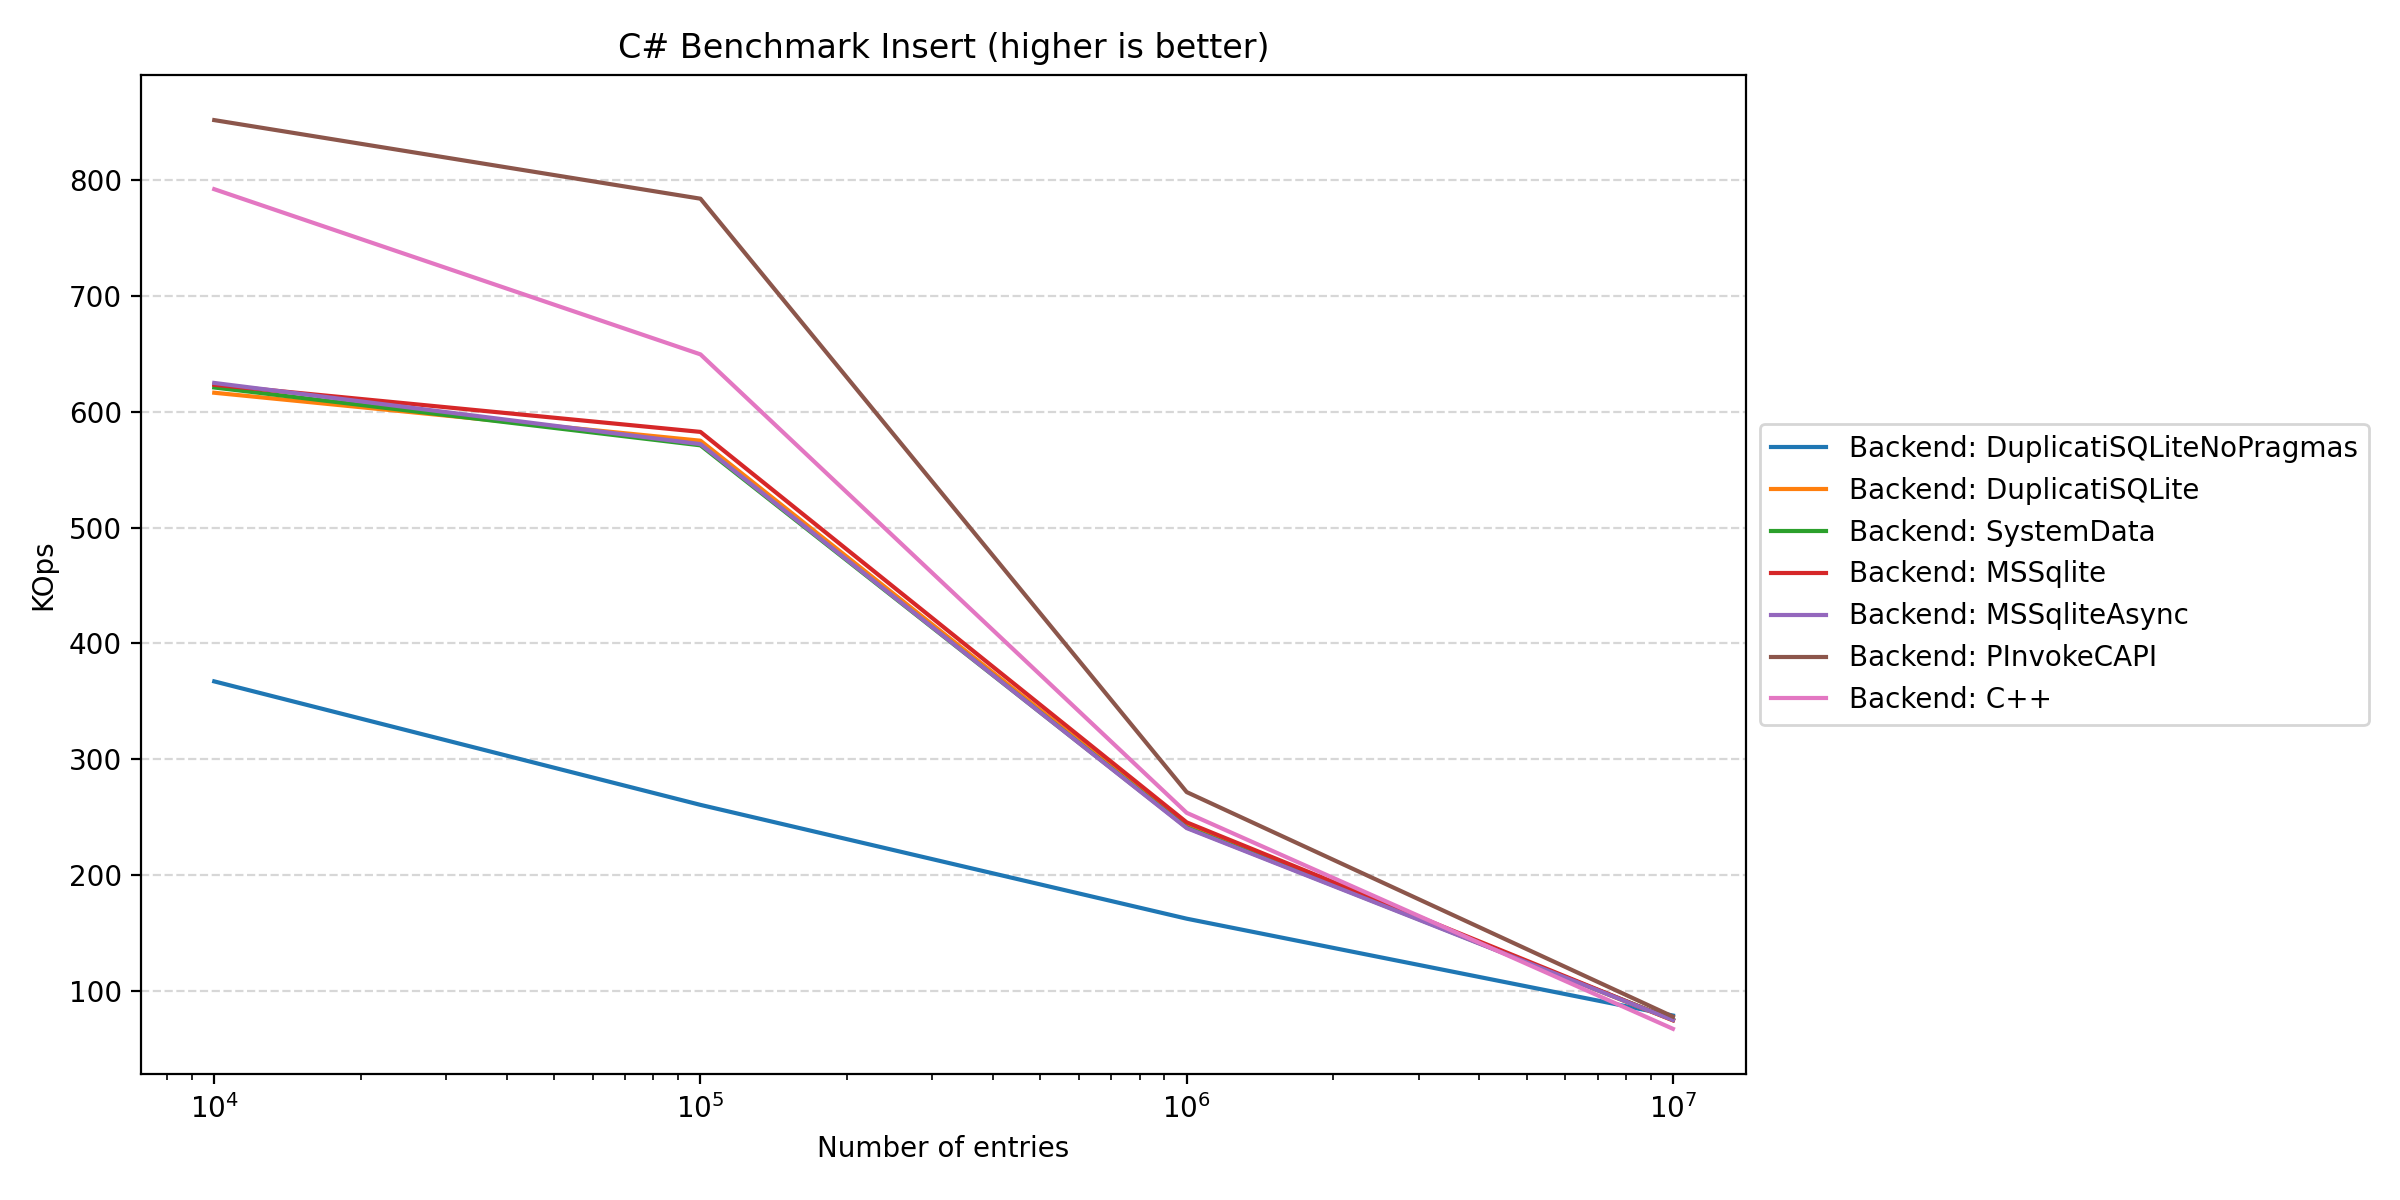 C# Benchmark Insert (higher is better)
KOps
800
700
600
500
400
300
200
100
10⁴
10⁵
10⁶
10⁷
Number of entries
Backend: DuplicatiSQLiteNoPragmas
Backend: DuplicatiSQLite
Backend: SystemData
Backend: MSSqlite
Backend: MSSqliteAsync
Backend: PInvokeCAPI
Backend: C++